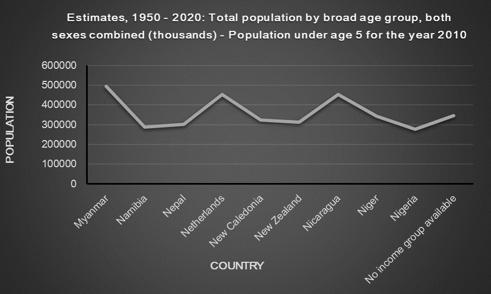 Estimates, 1950 - 2020: Total population by broad age group, both
sexes combined (thousands) - Population under age 5 for the year 2010
POPULATION
600000
500000
400000
300000
200000
100000
0
Myanmar
Namibia
Nepal
Netherlands
New Caledonia
New Zealand
Nicaragua
Niger
Nigeria
No income group available
COUNTRY